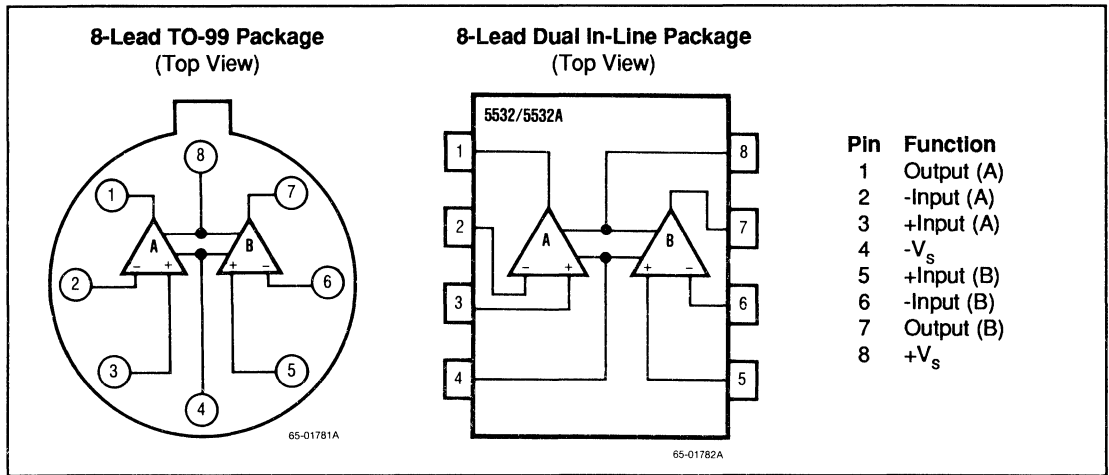 8-Lead TO-99 Package
(Top View)
8
1
7
A
B
- +
+ -
2
6
3
5
4
65-01781A
8-Lead Dual In-Line Package
(Top View)
5532/5532A
1
8
2
7
A
B
- +
+ -
3
6
4
5
65-01782A
Pin Function
1 Output (A)
2 -Input (A)
3 +Input (A)
4 -Vs
5 +Input (B)
6 -Input (B)
7 Output (B)
8 +Vs